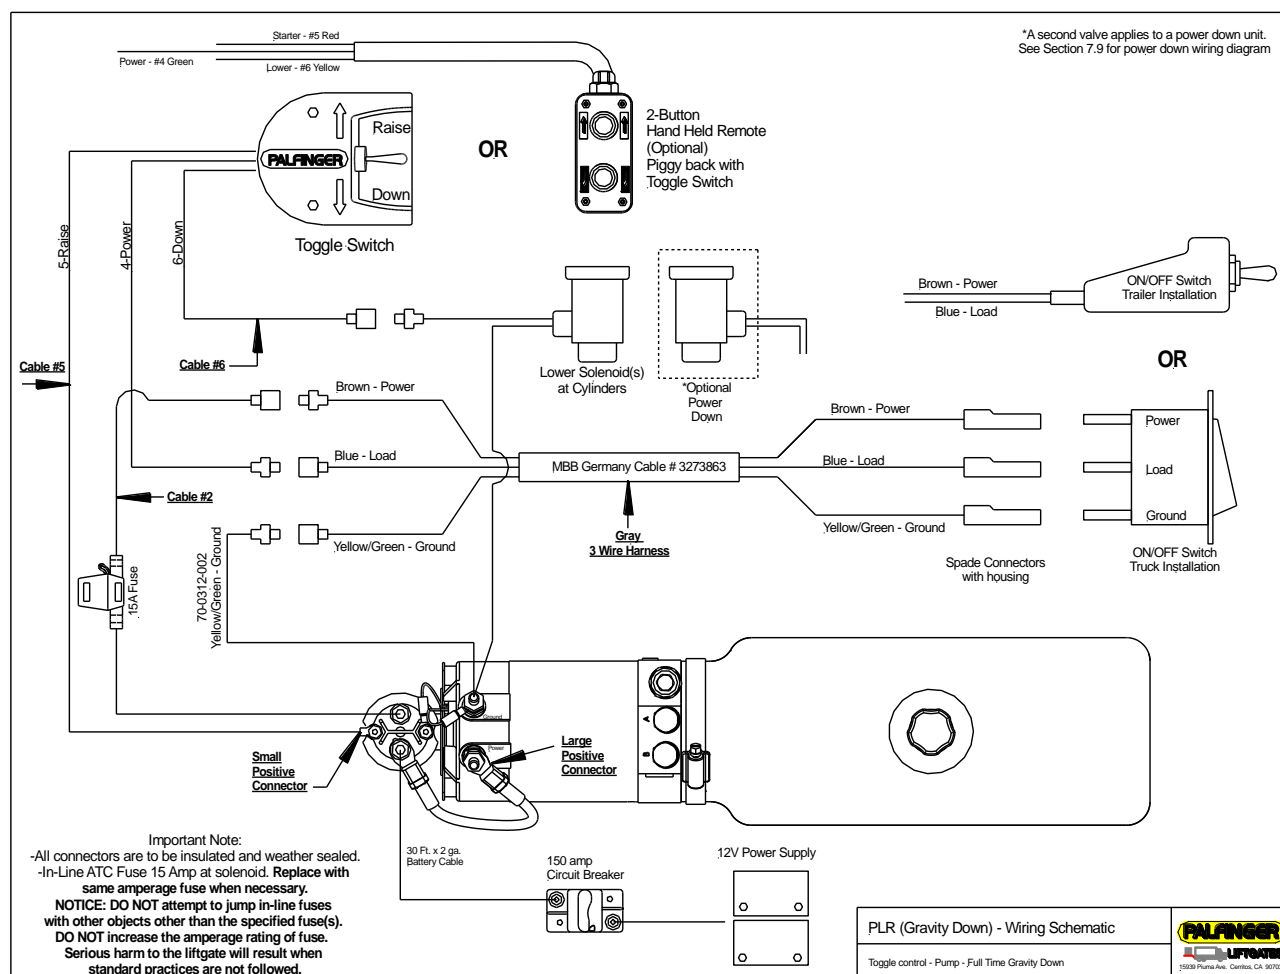 Starter - #5 Red
Power - #4 Green
Lower - #6 Yellow
*A second valve applies to a power down unit.
See Section 7.9 for power down wiring diagram
Raise
PALFINGER
Down
Toggle Switch
OR
2-Button
Hand Held Remote
(Optional)
Piggy back with
Toggle Switch
5-Raise
4-Power
6-Down
Cable #5
Cable #6
Lower Solenoid(s)
at Cylinders
*Optional
Power
Down
Brown - Power
Blue - Load
ON/OFF Switch
Trailer Installation
OR
Brown - Power
Blue - Load
Yellow/Green - Ground
Cable #2
MBB Germany Cable # 3273863
Gray
3 Wire Harness
Brown - Power
Blue - Load
Yellow/Green - Ground
Spade Connectors
with housing
Power
Load
Ground
ON/OFF Switch
Truck Installation
15A Fuse
70-0312-002
Yellow/Green - Ground
Ground
Power
A
B
Small
Positive
Connector
Large
Positive
Connector
30 Ft. x 2 ga.
Battery Cable
150 amp
Circuit Breaker
12V Power Supply
Important Note:
-All connectors are to be insulated and weather sealed.
-In-Line ATC Fuse 15 Amp at solenoid. Replace with
same amperage fuse when necessary.
NOTICE: DO NOT attempt to jump in-line fuses
with other objects other than the specified fuse(s).
DO NOT increase the amperage rating of fuse.
Serious harm to the liftgate will result when
standard practices are not followed.
PLR (Gravity Down) - Wiring Schematic
Toggle control - Pump - Full Time Gravity Down
PALFINGER
LIFTGATES
15939 Piuma Ave. Cerritos, CA 90703